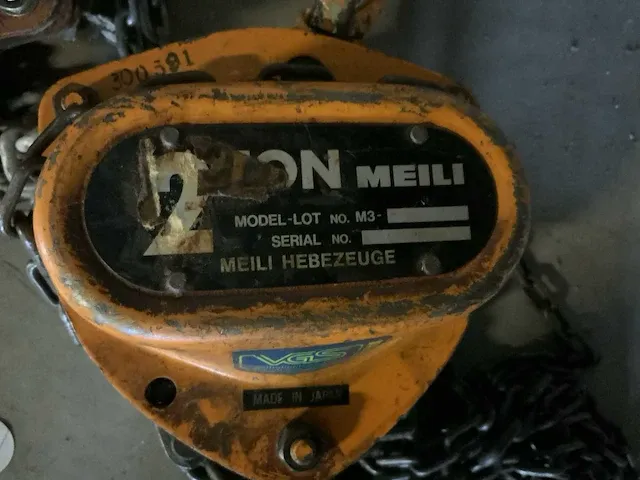 300591
2 TON MEILI
MODEL-LOT NO. M3-
SERIAL NO.
MEILI HEBEZEUGE
VGS
MADE IN JAPAN